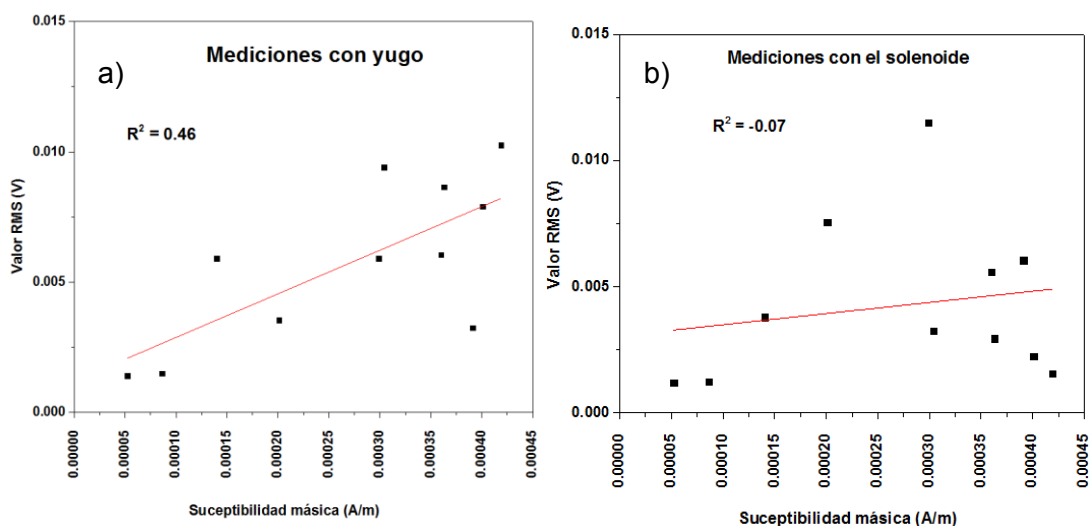 Mediciones con yugo
a)
R² = 0.46
Valor RMS (V)
0.015
0.010
0.005
0.000
0.00000
0.00005
0.00010
0.00015
0.00020
0.00025
0.00030
0.00035
0.00040
0.00045
Suceptibilidad másica (A/m)
Mediciones con el solenoide
b)
R² = -0.07
Valor RMS (V)
0.015
0.010
0.005
0.000
0.00000
0.00005
0.00010
0.00015
0.00020
0.00025
0.00030
0.00035
0.00040
0.00045
Suceptibilidad másica (A/m)